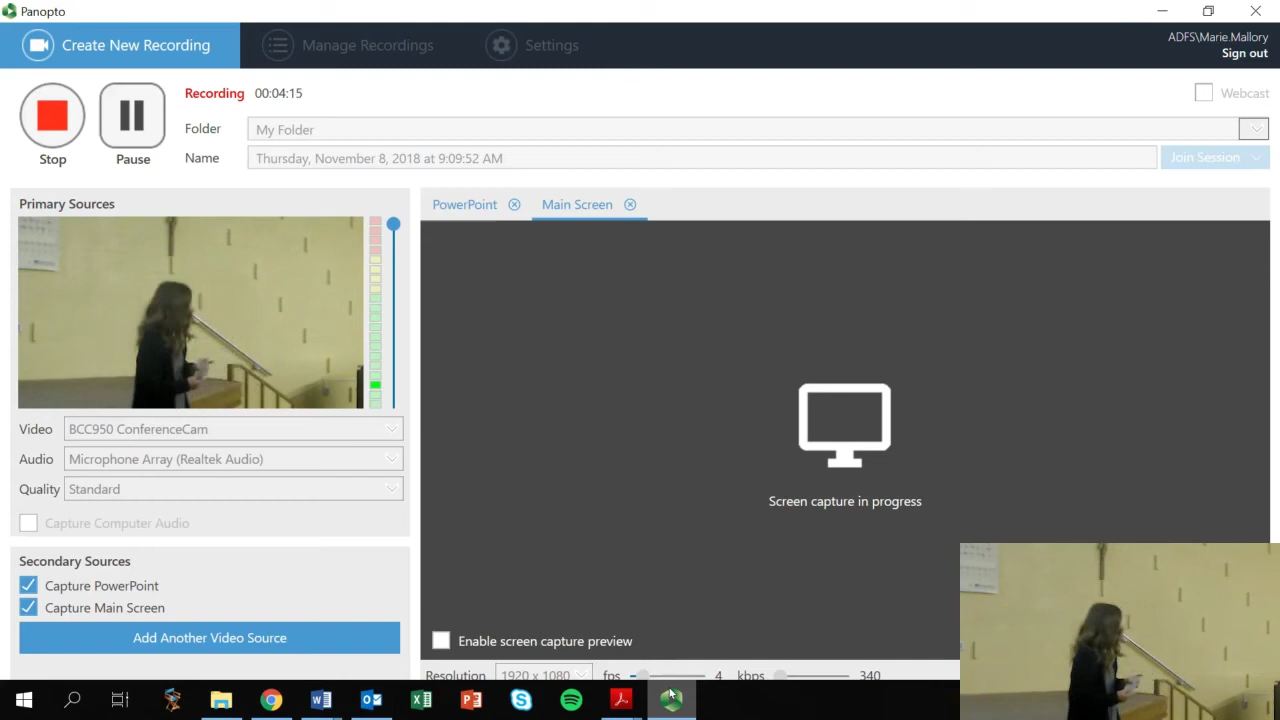 Panopto
Create New Recording
Manage Recordings
Settings
ADFS\Marie.Mallory
Sign out
Recording 00:04:15
Webcast
Folder My Folder
Name Thursday, November 8, 2018 at 9:09:52 AM
Join Session
Stop
Pause
Primary Sources
Video BCC950 ConferenceCam
Audio Microphone Array (Realtek Audio)
Quality Standard
Capture Computer Audio
Secondary Sources
Capture PowerPoint
Capture Main Screen
Add Another Video Source
PowerPoint
Main Screen
Screen capture in progress
Enable screen capture preview
Resolution 1920 x 1080 fps 4 kbps 340